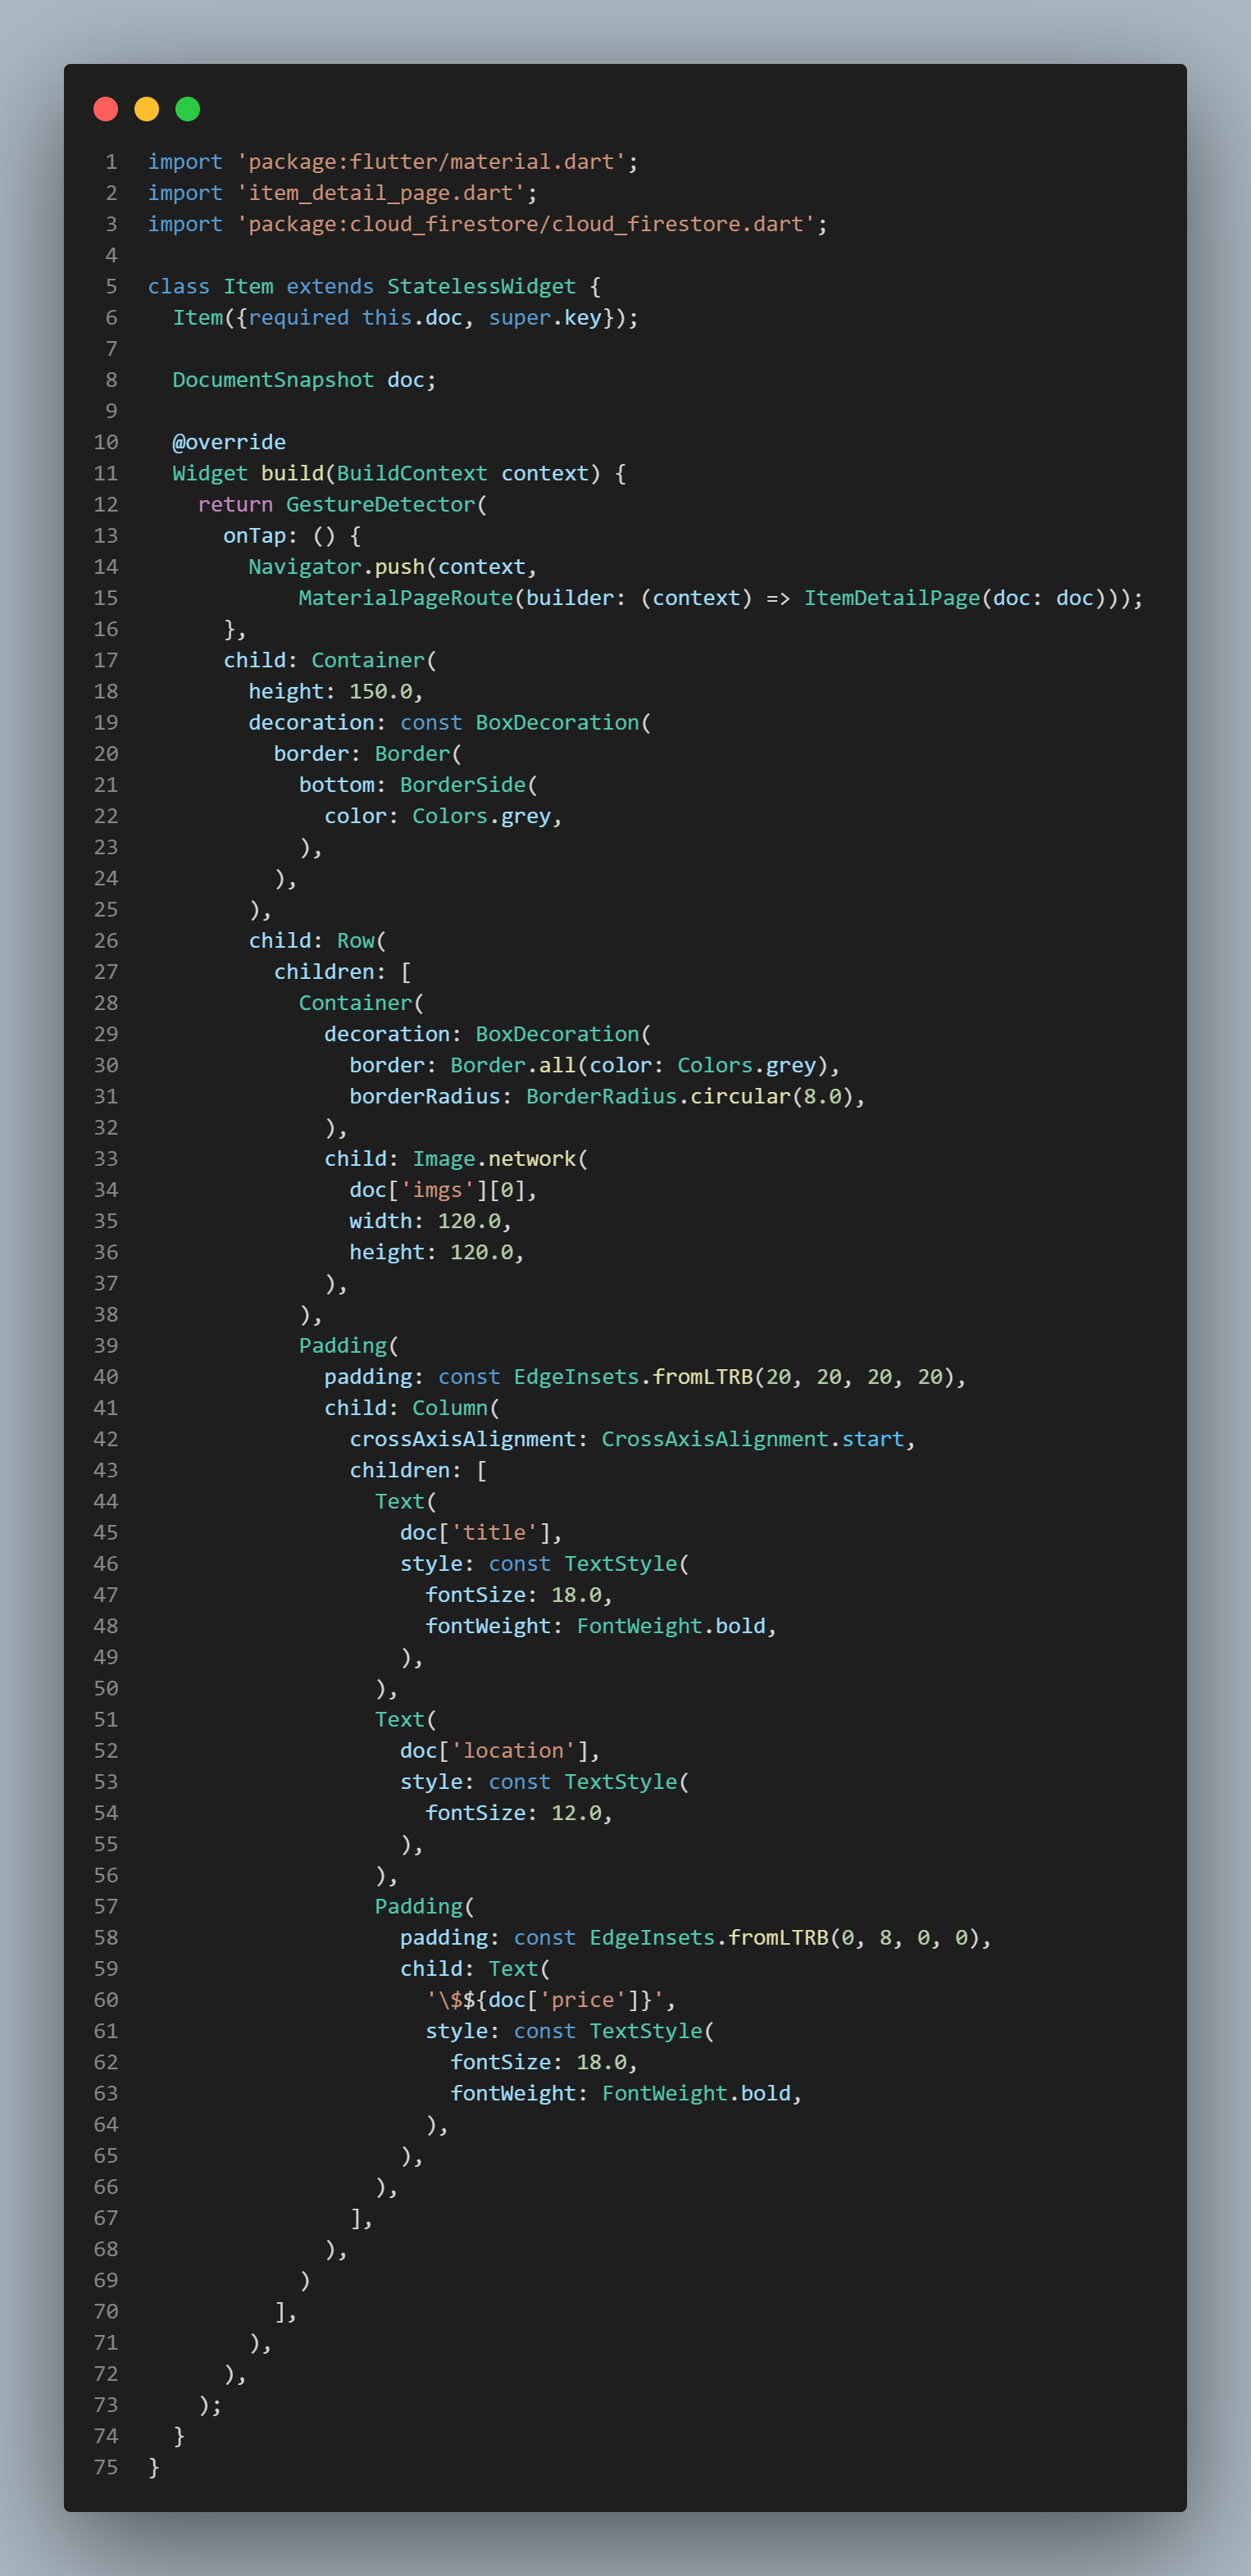 1 import 'package:flutter/material.dart';
2 import 'item_detail_page.dart';
3 import 'package:cloud_firestore/cloud_firestore.dart';
4
5 class Item extends StatelessWidget {
6   Item({required this.doc, super.key});
7
8   DocumentSnapshot doc;
9
10   @override
11   Widget build(BuildContext context) {
12     return GestureDetector(
13       onTap: () {
14         Navigator.push(context,
15             MaterialPageRoute(builder: (context) => ItemDetailPage(doc: doc)));
16       },
17       child: Container(
18         height: 150.0,
19         decoration: const BoxDecoration(
20           border: Border(
21             bottom: BorderSide(
22               color: Colors.grey,
23             ),
24           ),
25         ),
26         child: Row(
27           children: [
28             Container(
29               decoration: BoxDecoration(
30                 border: Border.all(color: Colors.grey),
31                 borderRadius: BorderRadius.circular(8.0),
32               ),
33               child: Image.network(
34                 doc['imgs'][0],
35                 width: 120.0,
36                 height: 120.0,
37               ),
38             ),
39             Padding(
40               padding: const EdgeInsets.fromLTRB(20, 20, 20, 20),
41               child: Column(
42                 crossAxisAlignment: CrossAxisAlignment.start,
43                 children: [
44                   Text(
45                     doc['title'],
46                     style: const TextStyle(
47                       fontSize: 18.0,
48                       fontWeight: FontWeight.bold,
49                     ),
50                   ),
51                   Text(
52                     doc['location'],
53                     style: const TextStyle(
54                       fontSize: 12.0,
55                     ),
56                   ),
57                   Padding(
58                     padding: const EdgeInsets.fromLTRB(0, 8, 0, 0),
59                     child: Text(
60                       '\$${doc['price']}',
61                       style: const TextStyle(
62                         fontSize: 18.0,
63                         fontWeight: FontWeight.bold,
64                       ),
65                     ),
66                   ),
67                 ],
68               ),
69             )
70           ],
71         ),
72       ),
73     );
74   }
75 }